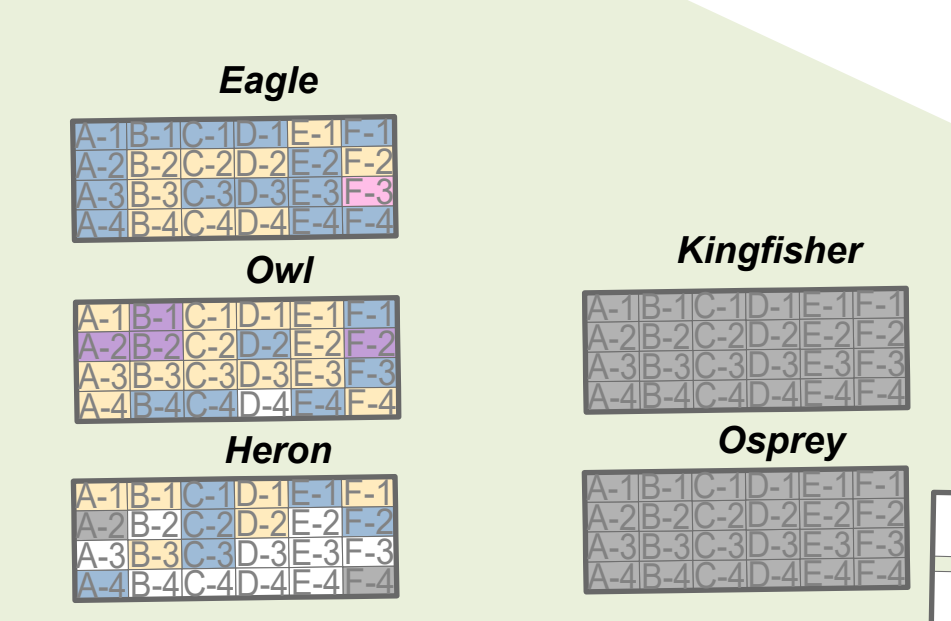 Eagle
A-1 B-1 C-1 D-1 E-1 F-1
A-2 B-2 C-2 D-2 E-2 F-2
A-3 B-3 C-3 D-3 E-3 F-3
A-4 B-4 C-4 D-4 E-4 F-4
Owl
A-1 B-1 C-1 D-1 E-1 F-1
A-2 B-2 C-2 D-2 E-2 F-2
A-3 B-3 C-3 D-3 E-3 F-3
A-4 B-4 C-4 D-4 E-4 F-4
Heron
A-1 B-1 C-1 D-1 E-1 F-1
A-2 B-2 C-2 D-2 E-2 F-2
A-3 B-3 C-3 D-3 E-3 F-3
A-4 B-4 C-4 D-4 E-4 F-4
Kingfisher
A-1 B-1 C-1 D-1 E-1 F-1
A-2 B-2 C-2 D-2 E-2 F-2
A-3 B-3 C-3 D-3 E-3 F-3
A-4 B-4 C-4 D-4 E-4 F-4
Osprey
A-1 B-1 C-1 D-1 E-1 F-1
A-2 B-2 C-2 D-2 E-2 F-2
A-3 B-3 C-3 D-3 E-3 F-3
A-4 B-4 C-4 D-4 E-4 F-4